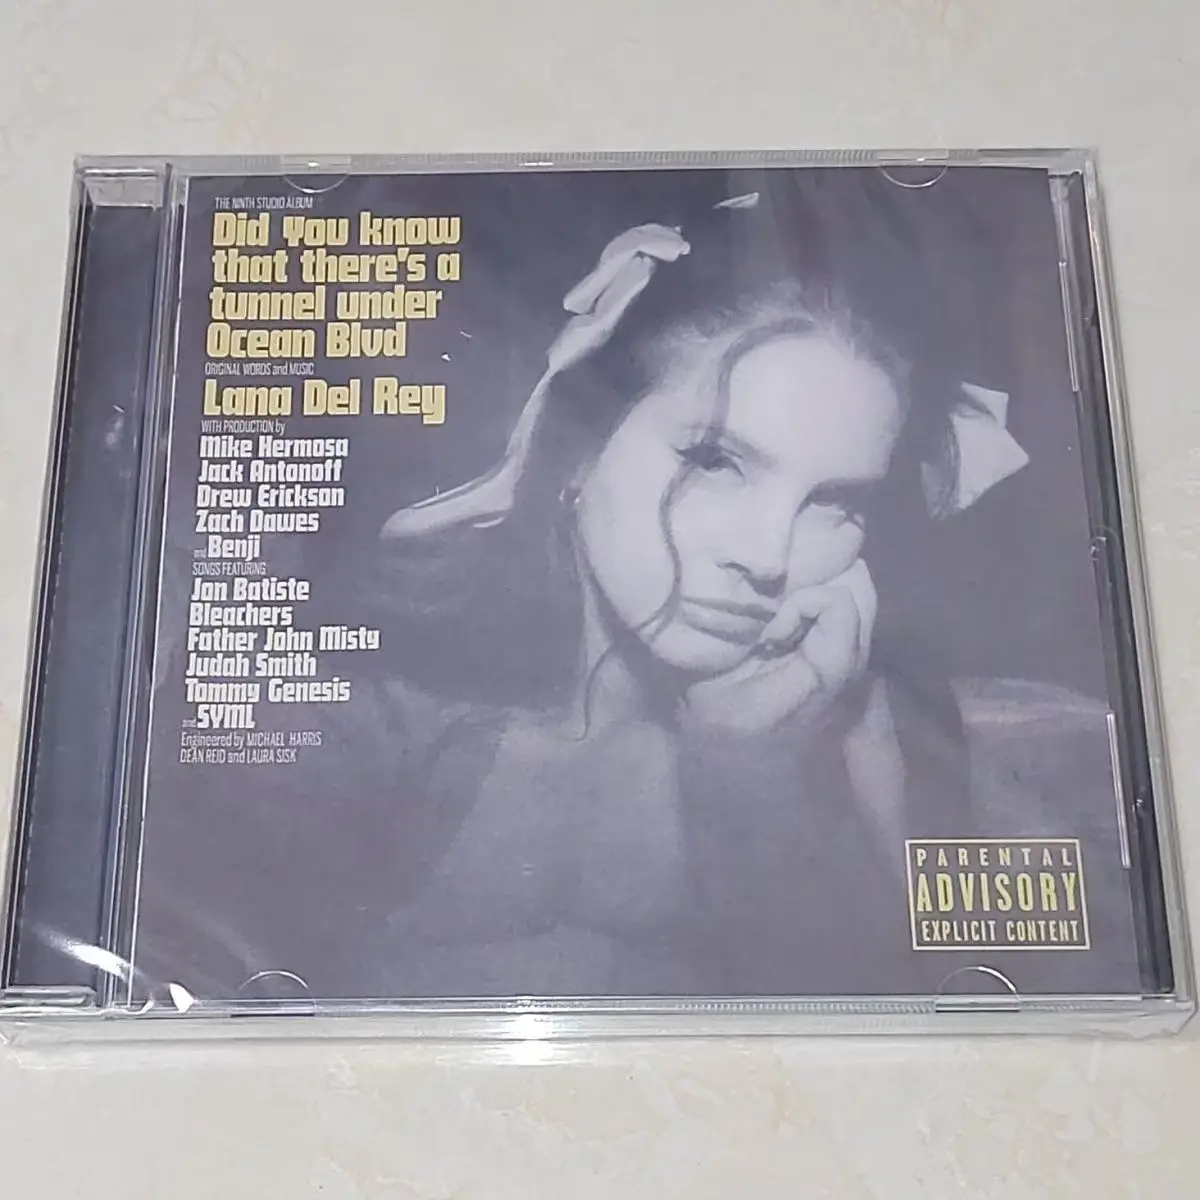 THE NINTH STUDIO ALBUM
Did you know
that there's a
tunnel under
Ocean Blvd
ORIGINAL WORDS and MUSIC
Lana Del Rey
WITH PRODUCTION by
Mike Hermosa
Jack Antonoff
Drew Erickson
Zach Dawes
and Benji
SONGS FEATURING
Jon Batiste
Bleachers
Father John Misty
Judah Smith
Tommy Genesis
and SYML
Engineered by MICHAEL HARRIS
DEAN REID and LAURA SISK
PARENTAL
ADVISORY
EXPLICIT CONTENT